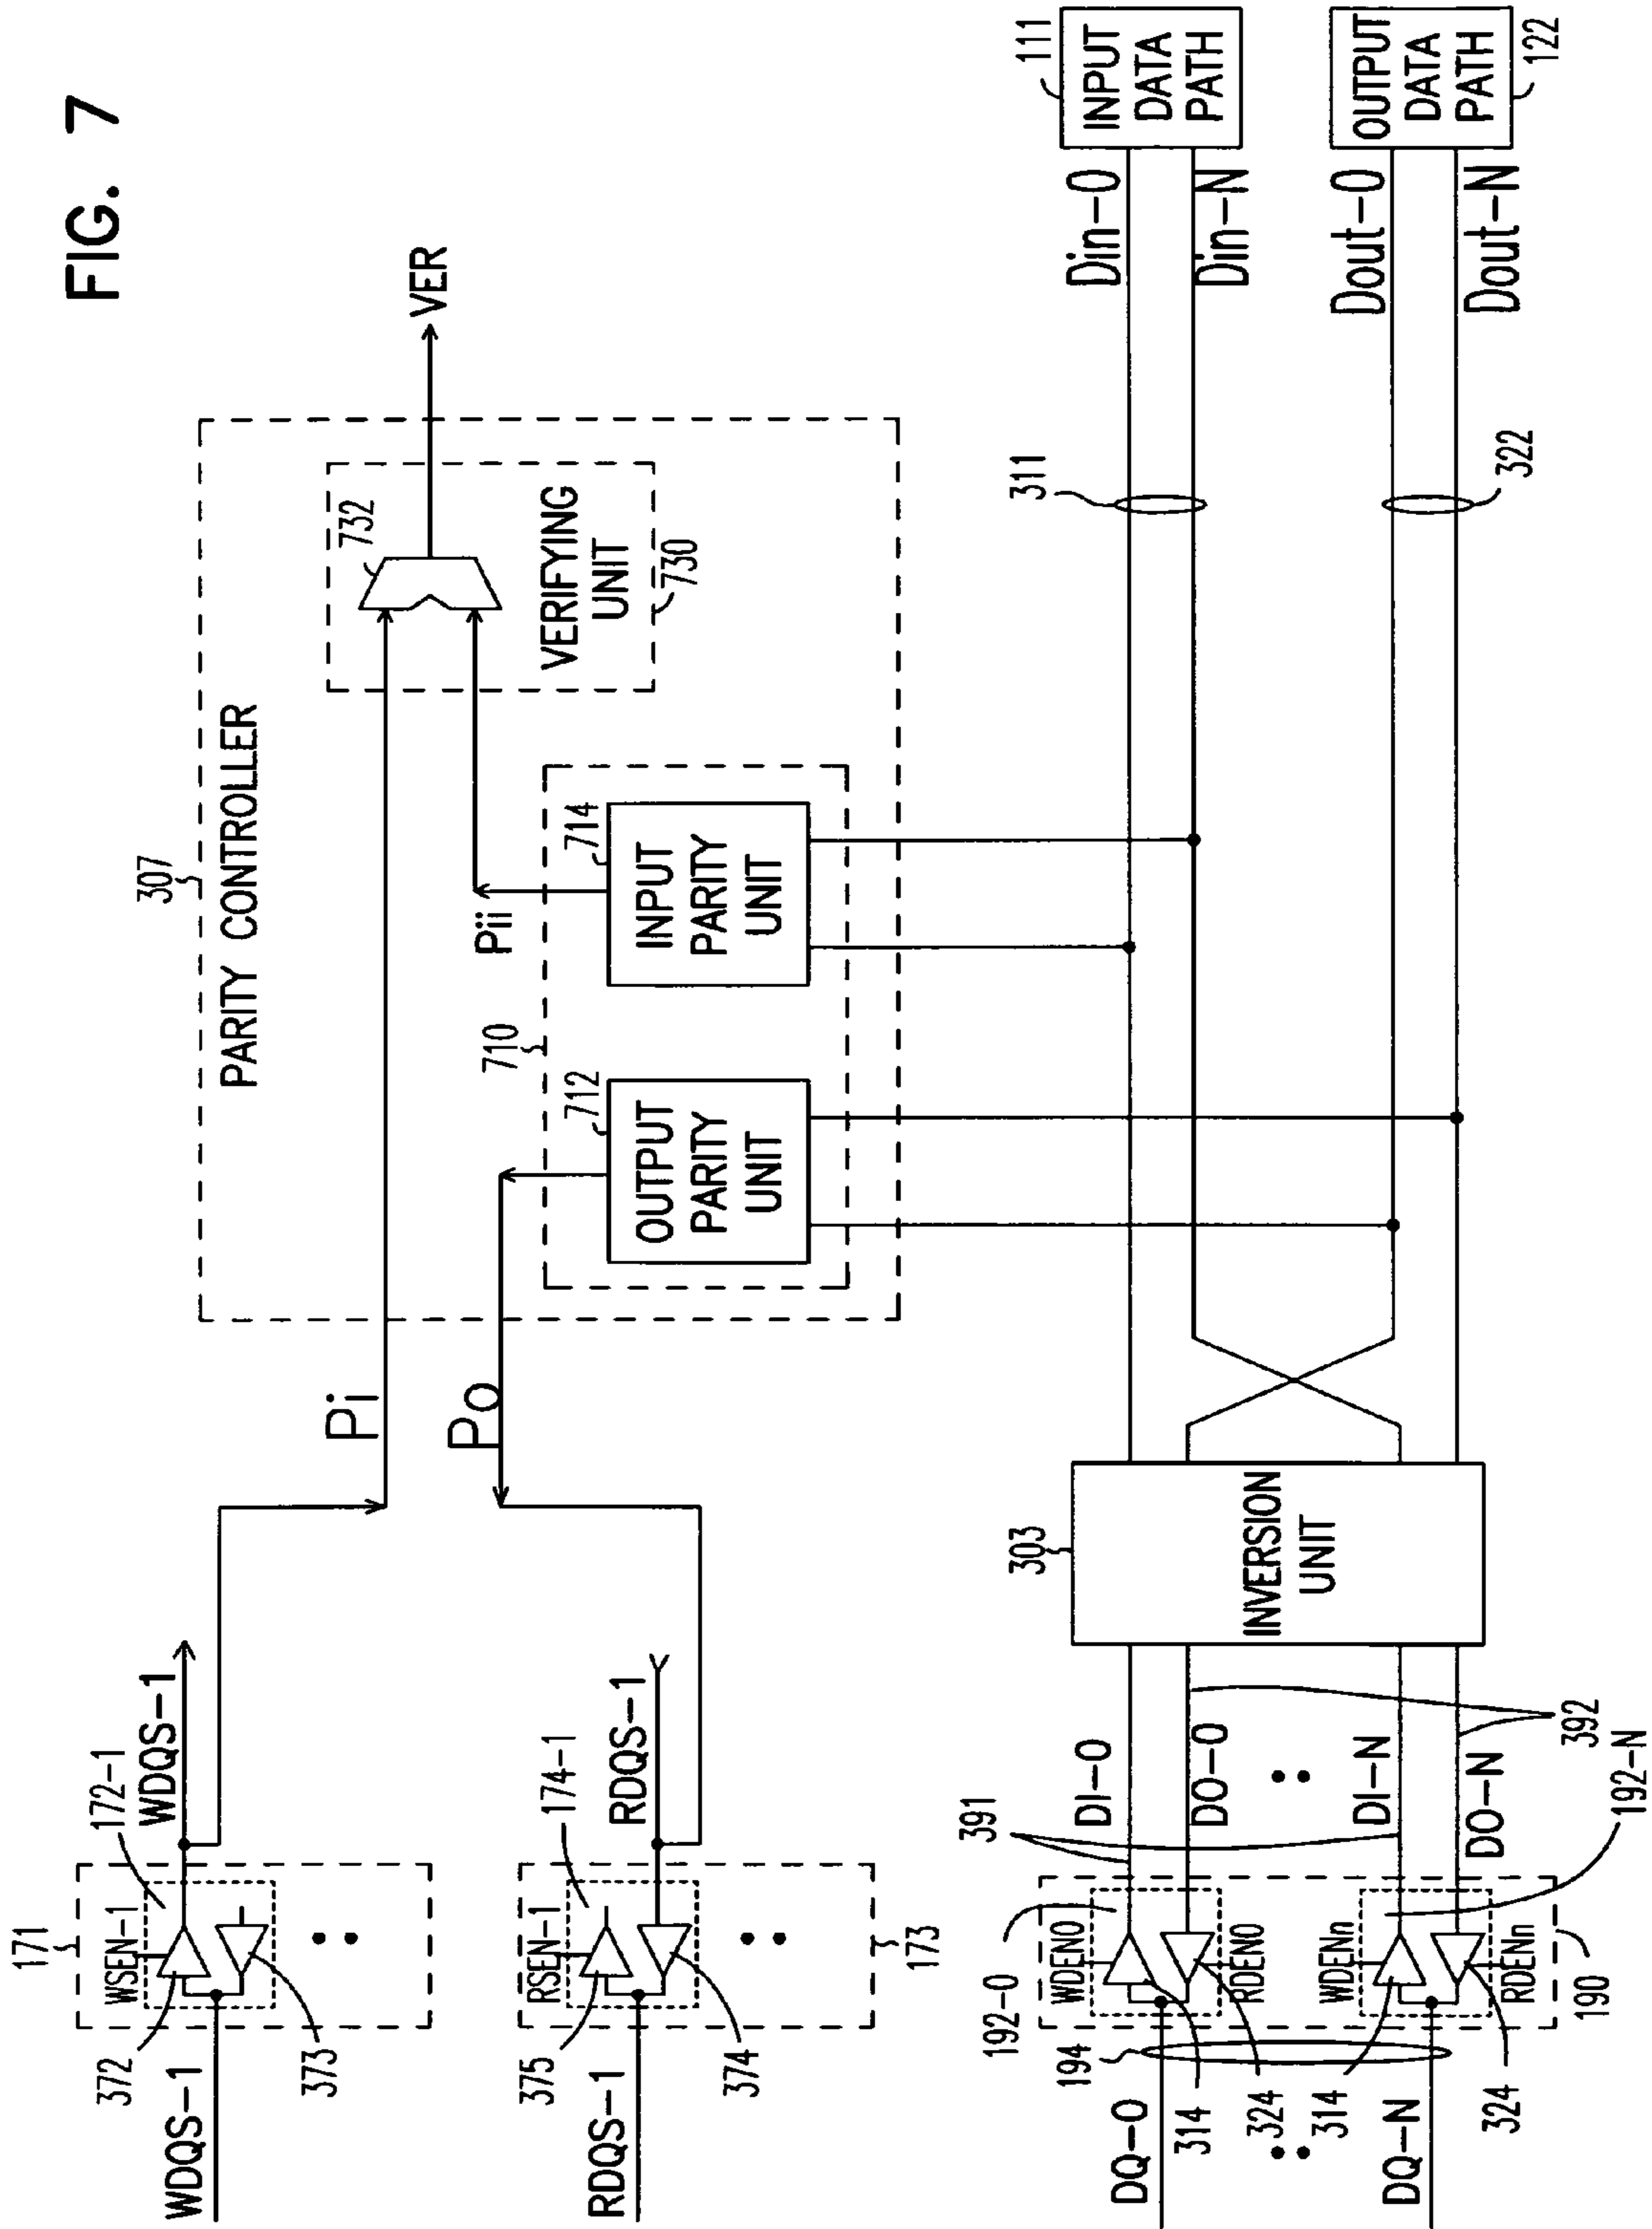 FIG. 7
307
PARITY CONTROLLER
VER
732
VERIFYING
UNIT
730
171
172-1
WDQS-1
WSEN-1
372
373
WDQS-1
Pi
Po
Pii
710
712
OUTPUT
PARITY
UNIT
714
INPUT
PARITY
UNIT
174-1
RDQS-1
RSEN-1
375
374
RDQS-1
173
303
INVERSION
UNIT
311
322
111
INPUT
DATA
PATH
Din-0
Din-N
OUTPUT
DATA
PATH
122
Dout-0
Dout-N
391
DI-0
DO-0
DI-N
DO-N
392
192-N
192-0
WDEN0
RDEN0
WDENn
RDENn
190
194
DQ-0
314
324
314
DQ-N
324